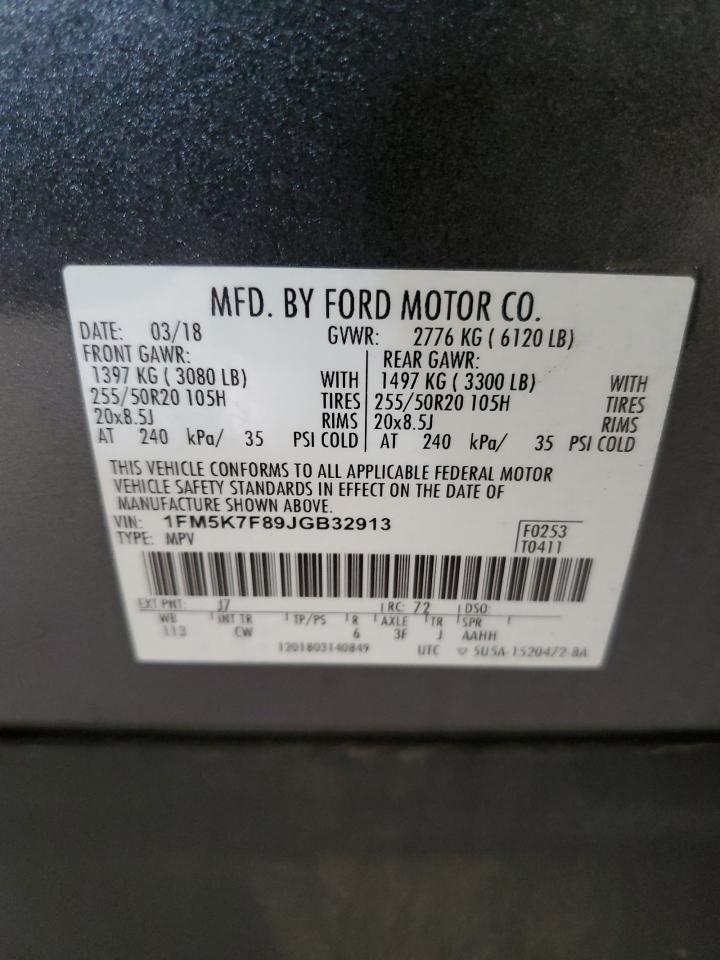 MFD. BY FORD MOTOR CO.
DATE: 03/18 GVWR: 2776 KG ( 6120 LB)
FRONT GAWR: REAR GAWR:
1397 KG ( 3080 LB) WITH 1497 KG ( 3300 LB) WITH
255/50R20 105H TIRES 255/50R20 105H TIRES
20x8.5J RIMS 20x8.5J RIMS
AT 240 kPa/ 35 PSI COLD AT 240 kPa/ 35 PSI COLD
THIS VEHICLE CONFORMS TO ALL APPLICABLE FEDERAL MOTOR
VEHICLE SAFETY STANDARDS IN EFFECT ON THE DATE OF
MANUFACTURE SHOWN ABOVE.
VIN: 1FM5K7F89JGB32913 F0253
TYPE: MPV T0411
EXT PNT: J7 RC: 72 DSO:
WB INT TR TP/PS R AXLE TR SPR
113 CW 6 3F J AAHH
1201803140849 UTC 5U5A-1520472-BA